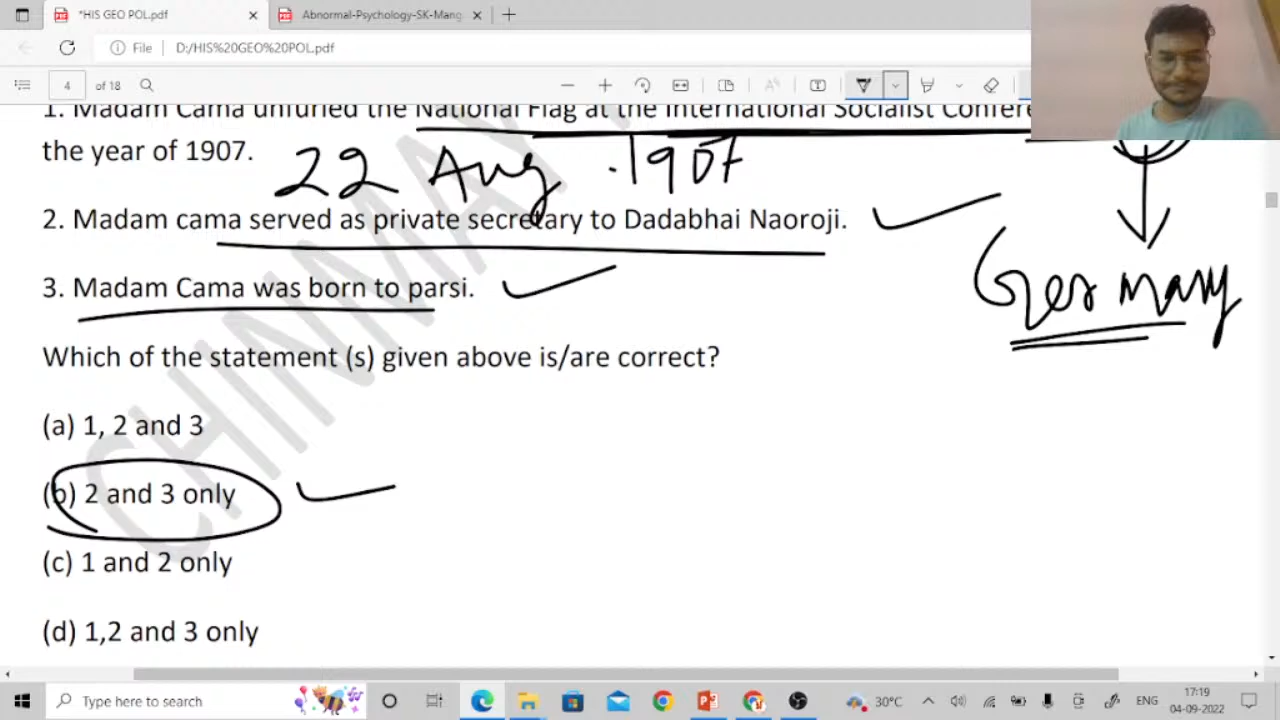 *HIS GEO POL.pdf
Abnormal-Psychology-SK-Mang
File D:/HIS%20GEO%20POL.pdf
4 of 18
1. Madam Cama unfurled the National Flag at the International Socialist Confere
the year of 1907.
22 Aug . 1907
2. Madam cama served as private secretary to Dadabhai Naoroji.
3. Madam Cama was born to parsi.
Germany
Which of the statement (s) given above is/are correct?
(a) 1, 2 and 3
(b) 2 and 3 only
(c) 1 and 2 only
(d) 1,2 and 3 only
CHINMAY
Type here to search
30°C ENG 17:19
04-09-2022